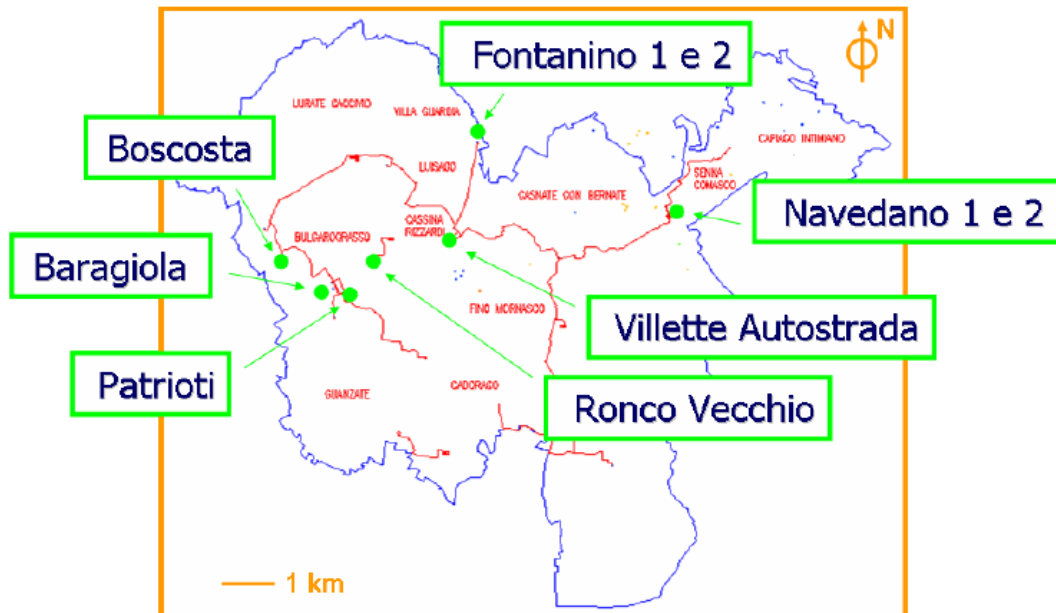 N
Fontanino 1 e 2
LURATE CACCIVIO
VILLA GUARDIA
CAPIAGO INTIMIANO
Boscosta
LUISAGO
SENNA
COMASCO
CASNATE CON BERNATE
Navedano 1 e 2
CASSINA
RIZZARDI
BULGAROGRASSO
Baragiola
FINO MORNASCO
Villette Autostrada
Patrioti
CADORAGO
GUANZATE
Ronco Vecchio
1 km